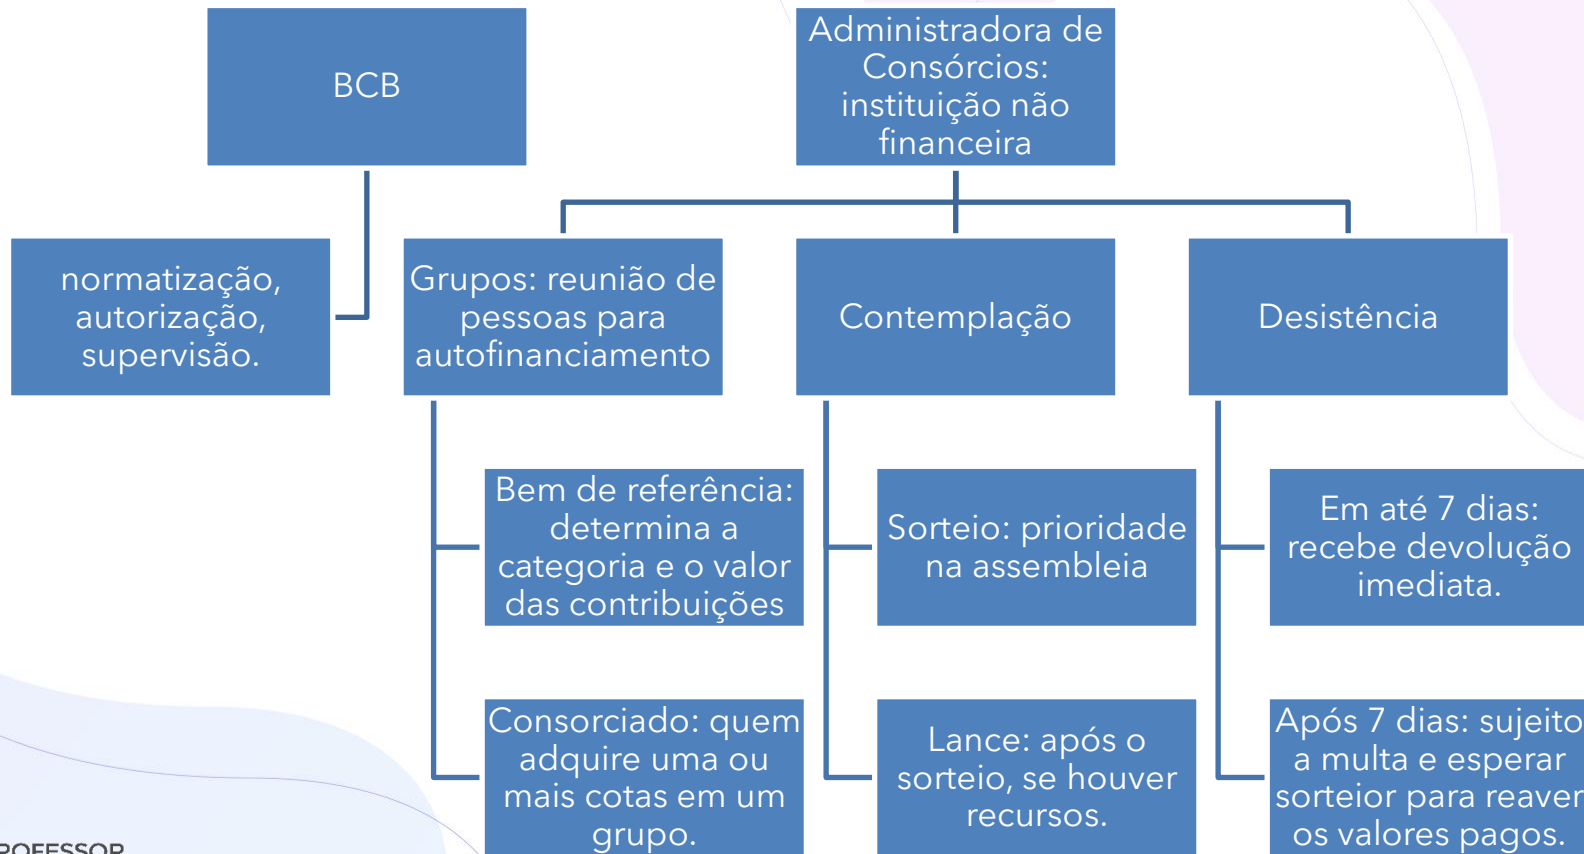 BCB
Administradora de
Consórcios:
instituição não
financeira
normatização,
autorização,
supervisão.
Grupos: reunião de
pessoas para
autofinanciamento
Contemplação
Desistência
Bem de referência:
determina a
categoria e o valor
das contribuições
Sorteio: prioridade
na assembleia
Em até 7 dias:
recebe devolução
imediata.
Consorciado: quem
adquire uma ou
mais cotas em um
grupo.
Lance: após o
sorteio, se houver
recursos.
Após 7 dias: sujeito
a multa e esperar
sorteior para reaver
os valores pagos.
ROFESSOR